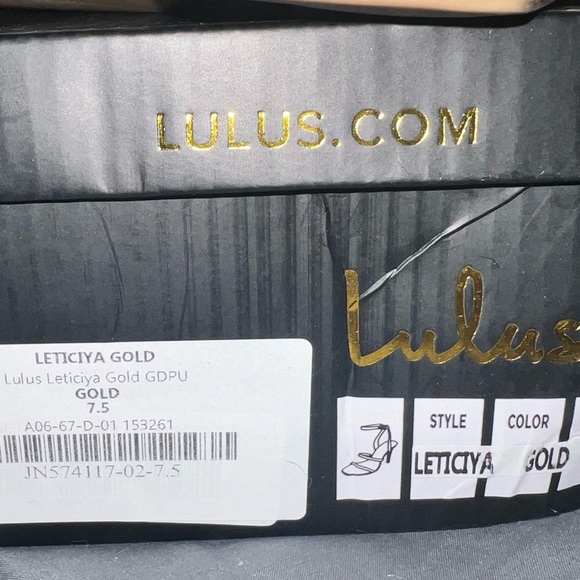 LULUS.COM
Lulus
LETICIYA GOLD
Lulus Leticiya Gold GDPU
GOLD
7.5
A06-67-D-01 153261
JN574117-02-7.5
STYLE COLOR
LETICIYA GOLD